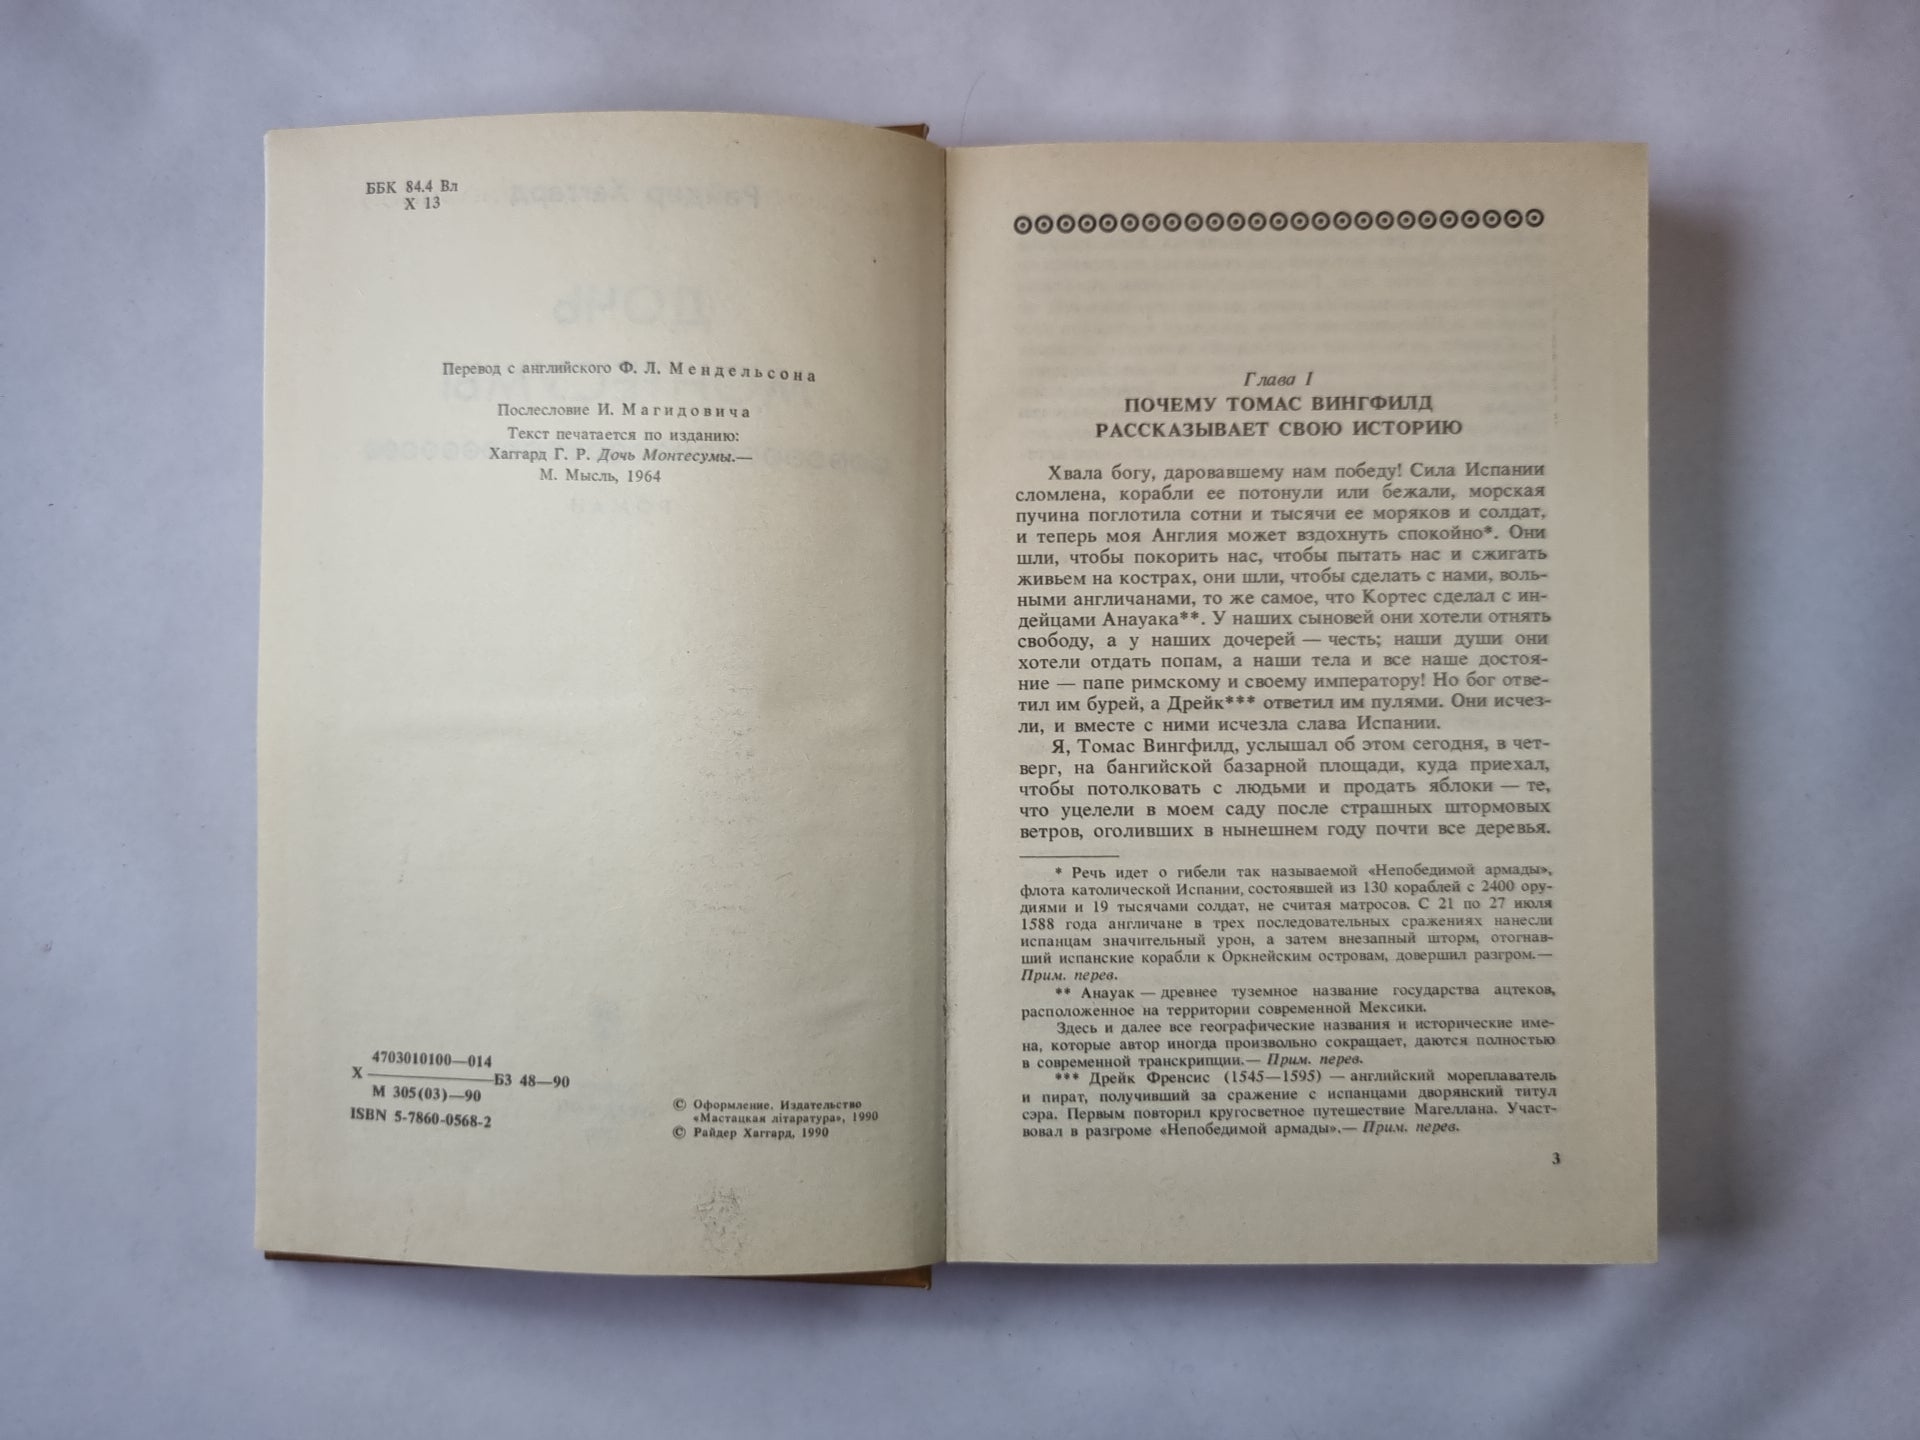 ББК 84.4 Вл
Х 13
Перевод с английского Ф. Л. Мендельсона
Послесловие И. Магидовича
Текст печатается по изданию:
Хаггард Г. Р. Дочь Монтесумы.—
М. Мысль, 1964
4703010100—014
Х БЗ 48—90
М 305(03)—90
ISBN 5-7860-0568-2
© Оформление. Издательство
«Мастацкая літаратура», 1990
© Райдер Хаггард, 1990
Глава I
ПОЧЕМУ ТОМАС ВИНГФИЛД
РАССКАЗЫВАЕТ СВОЮ ИСТОРИЮ
Хвала богу, даровавшему нам победу! Сила Испании
сломлена, корабли ее потонули или бежали, морская
пучина поглотила сотни и тысячи ее моряков и солдат,
и теперь моя Англия может вздохнуть спокойно*. Они
шли, чтобы покорить нас, чтобы пытать нас и сжигать
живьем на кострах, они шли, чтобы сделать с нами, воль-
ными англичанами, то же самое, что Кортес сделал с ин-
дейцами Анауака**. У наших сыновей они хотели отнять
свободу, а у наших дочерей — честь; наши души они
хотели отдать попам, а наши тела и все наше достоя-
ние — папе римскому и своему императору! Но бог отве-
тил им бурей, а Дрейк*** ответил им пулями. Они исчез-
ли, и вместе с ними исчезла слава Испании.
Я, Томас Вингфилд, услышал об этом сегодня, в чет-
верг, на бангийской базарной площади, куда приехал,
чтобы потолковать с людьми и продать яблоки — те,
что уцелели в моем саду после страшных штормовых
ветров, оголивших в нынешнем году почти все деревья.
* Речь идет о гибели так называемой «Непобедимой армады»,
флота католической Испании, состоявшей из 130 кораблей с 2400 ору-
диями и 19 тысячами солдат, не считая матросов. С 21 по 27 июля
1588 года англичане в трех последовательных сражениях нанесли
испанцам значительный урон, а затем внезапный шторм, отогнав-
ший испанские корабли к Оркнейским островам, довершил разгром.—
Прим. перев.
** Анауак — древнее туземное название государства ацтеков,
расположенное на территории современной Мексики.
Здесь и далее все географические названия и исторические име-
на, которые автор иногда произвольно сокращает, даются полностью
в современной транскрипции.— Прим. перев.
*** Дрейк Френсис (1545—1595) — английский мореплаватель
и пират, получивший за сражение с испанцами дворянский титул
сэра. Первым повторил кругосветное путешествие Магеллана. Участ-
вовал в разгроме «Непобедимой армады».— Прим. перев.
3